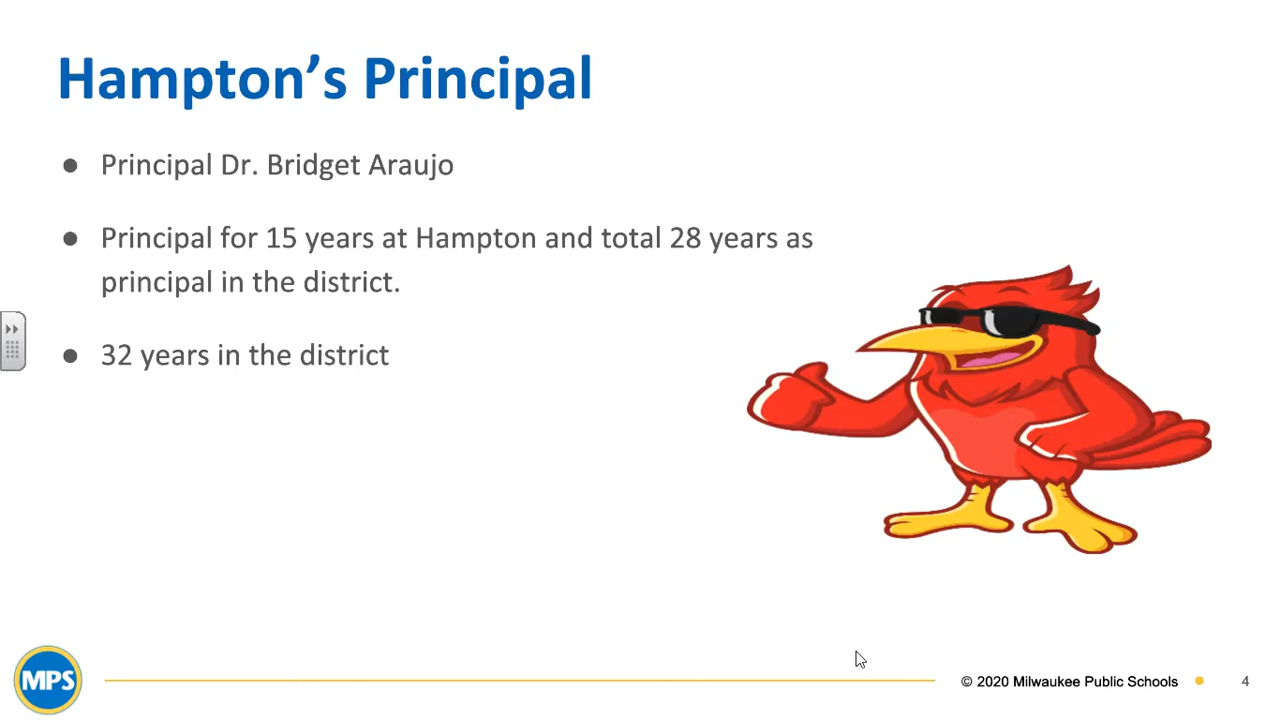 Hampton’s Principal
● Principal Dr. Bridget Araujo
● Principal for 15 years at Hampton and total 28 years as
principal in the district.
● 32 years in the district
MPS
© 2020 Milwaukee Public Schools
4